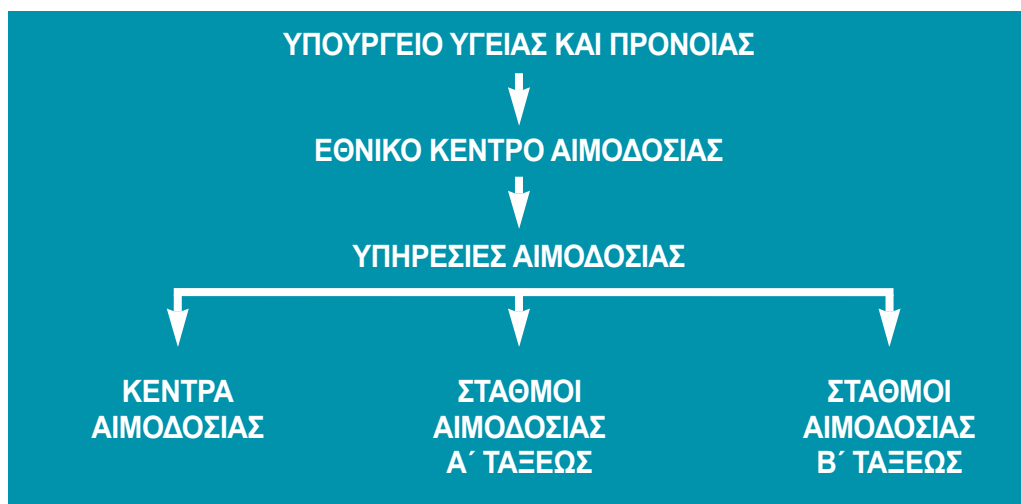 ΥΠΟΥΡΓΕΙΟ ΥΓΕΙΑΣ ΚΑΙ ΠΡΟΝΟΙΑΣ
ΕΘΝΙΚΟ ΚΕΝΤΡΟ ΑΙΜΟΔΟΣΙΑΣ
ΥΠΗΡΕΣΙΕΣ ΑΙΜΟΔΟΣΙΑΣ
ΚΕΝΤΡΑ
ΑΙΜΟΔΟΣΙΑΣ
ΣΤΑΘΜΟΙ
ΑΙΜΟΔΟΣΙΑΣ
Α΄ ΤΑΞΕΩΣ
ΣΤΑΘΜΟΙ
ΑΙΜΟΔΟΣΙΑΣ
Β΄ ΤΑΞΕΩΣ